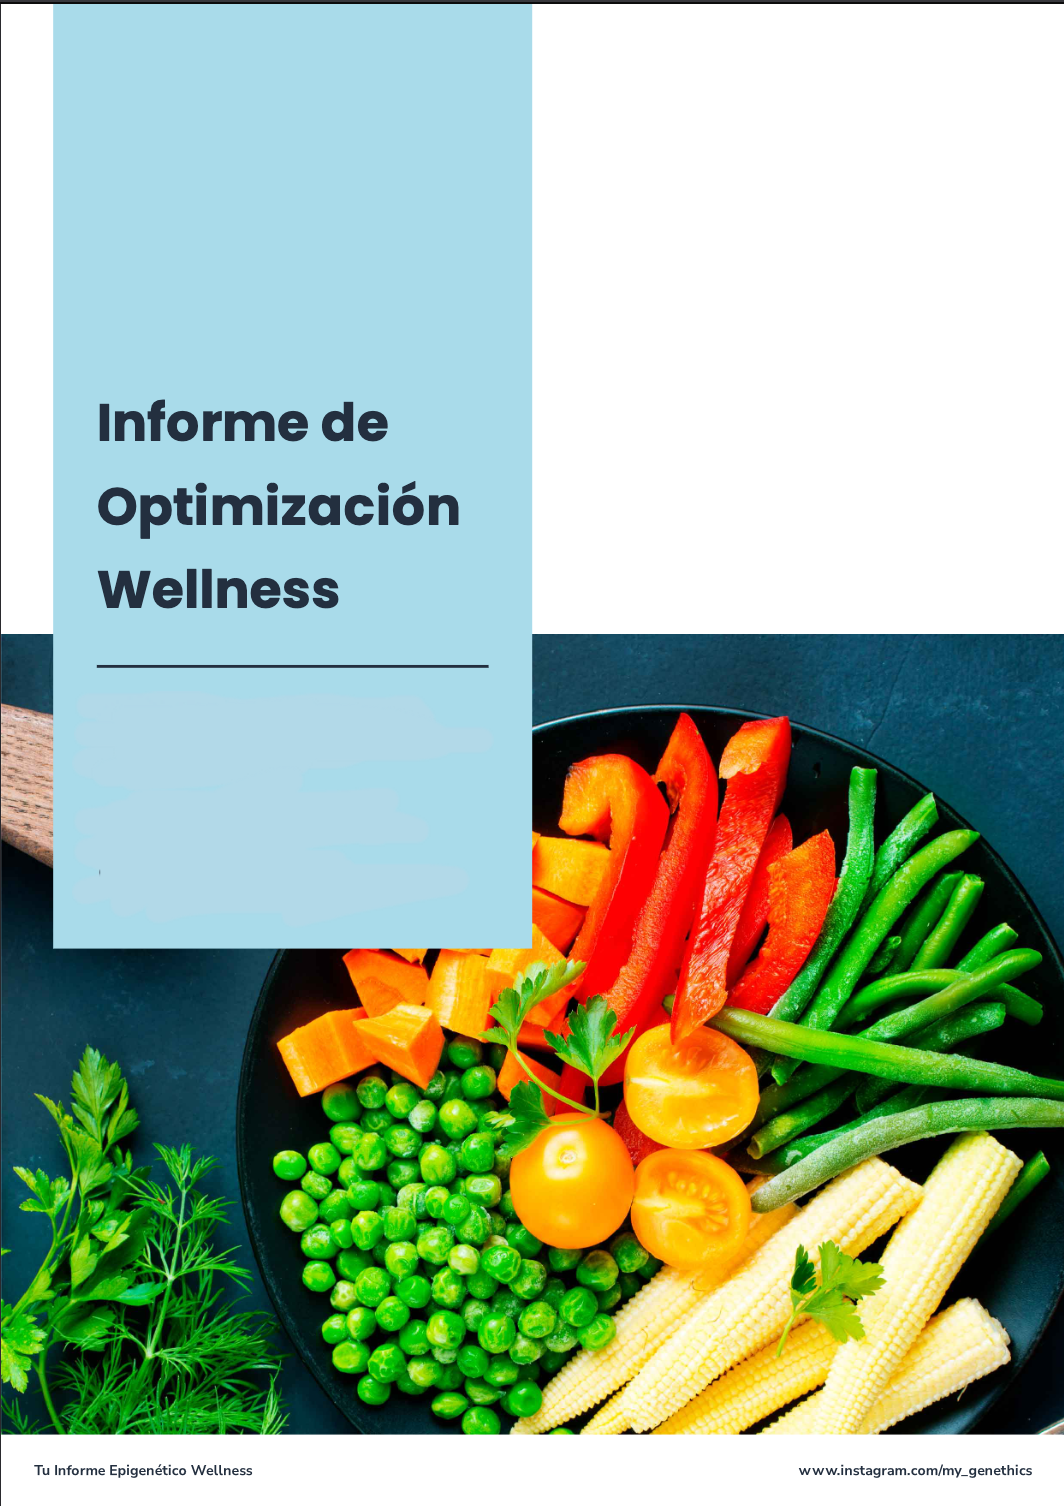 Informe de
Optimización
Wellness
Tu Informe Epigenético Wellness
www.instagram.com/my_genethics